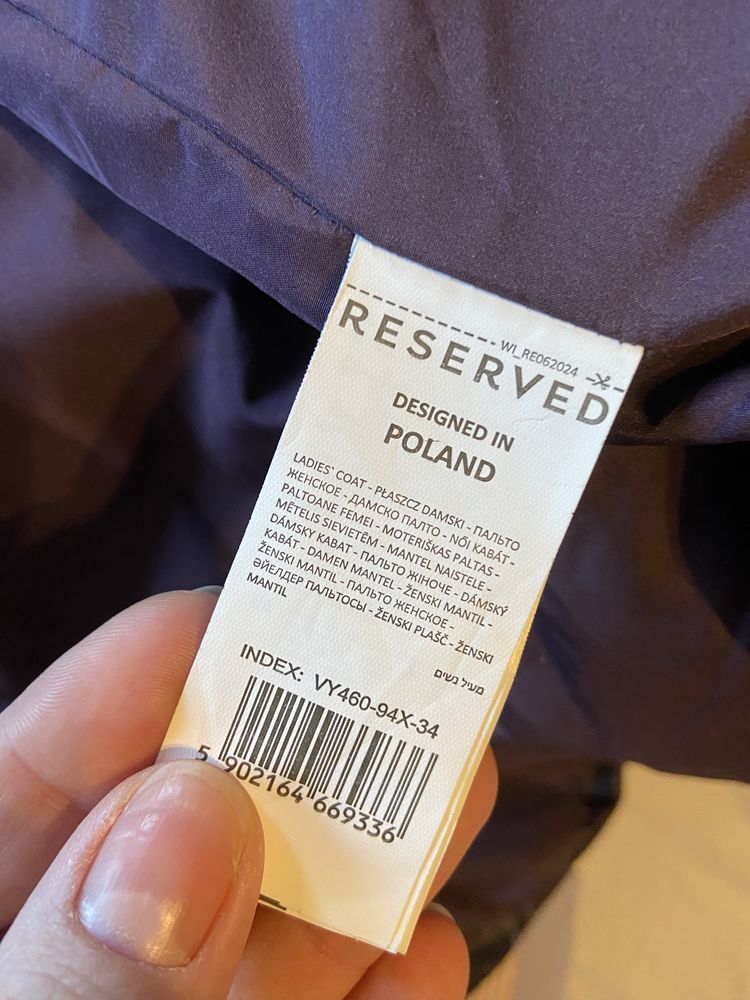 WI_RE062024
RESERVED
DESIGNED IN
POLAND
LADIES` COAT - PŁASZCZ DAMSKI - ПАЛЬТО
ЖЕНСКОЕ - ДАМСКО ПАЛТО - NŐI KABÁT -
PALTOANE FEMEI - MOTERIŠKAS PALTAS -
MĒTELIS SIEVIETĒM - MANTEL NAISTELE -
DÁMSKY KABAT - ПАЛЬТО ЖІНОЧЕ - DÁMSKÝ
KABÁT - DAMEN MANTEL - ŽENSKI MANTIL -
ŽENSKI MANTIL - ПАЛЬТО ЖЕНСКОЕ -
ӘЙЕЛДЕР ПАЛЬТОСЫ - ŽENSKI PLAŠČ - ŽENSKI
MANTIL
מעיל נשים
INDEX: VY460-94X-34
5 902164 669336